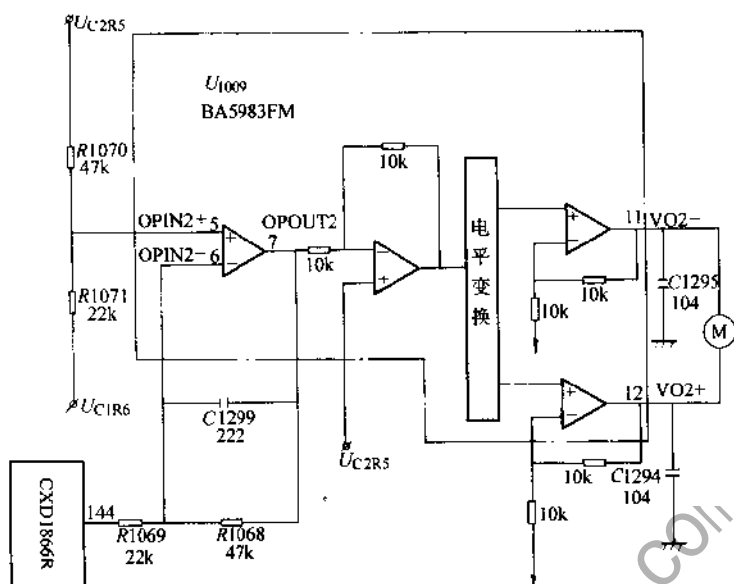 UC2R5
U1009
BA5983FM
R1070
47k
10k
OPIN2+ 5
OPIN2- 6
OPOUT2
7
10k
电平变换
11 VO2-
10k
10k
C1295
104
M
R1071
22k
UC1R6
C1299
222
UC2R5
12 VO2+
10k
10k
C1294
104
CXD1866R
144
R1069
22k
R1068
47k
com